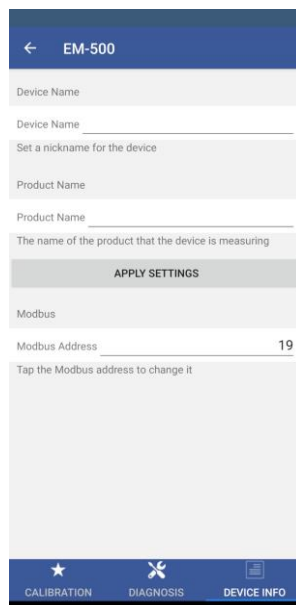 EM-500
Device Name
Device Name
Set a nickname for the device
Product Name
Product Name
The name of the product that the device is measuring
APPLY SETTINGS
Modbus
Modbus Address 19
Tap the Modbus address to change it
CALIBRATION DIAGNOSIS DEVICE INFO